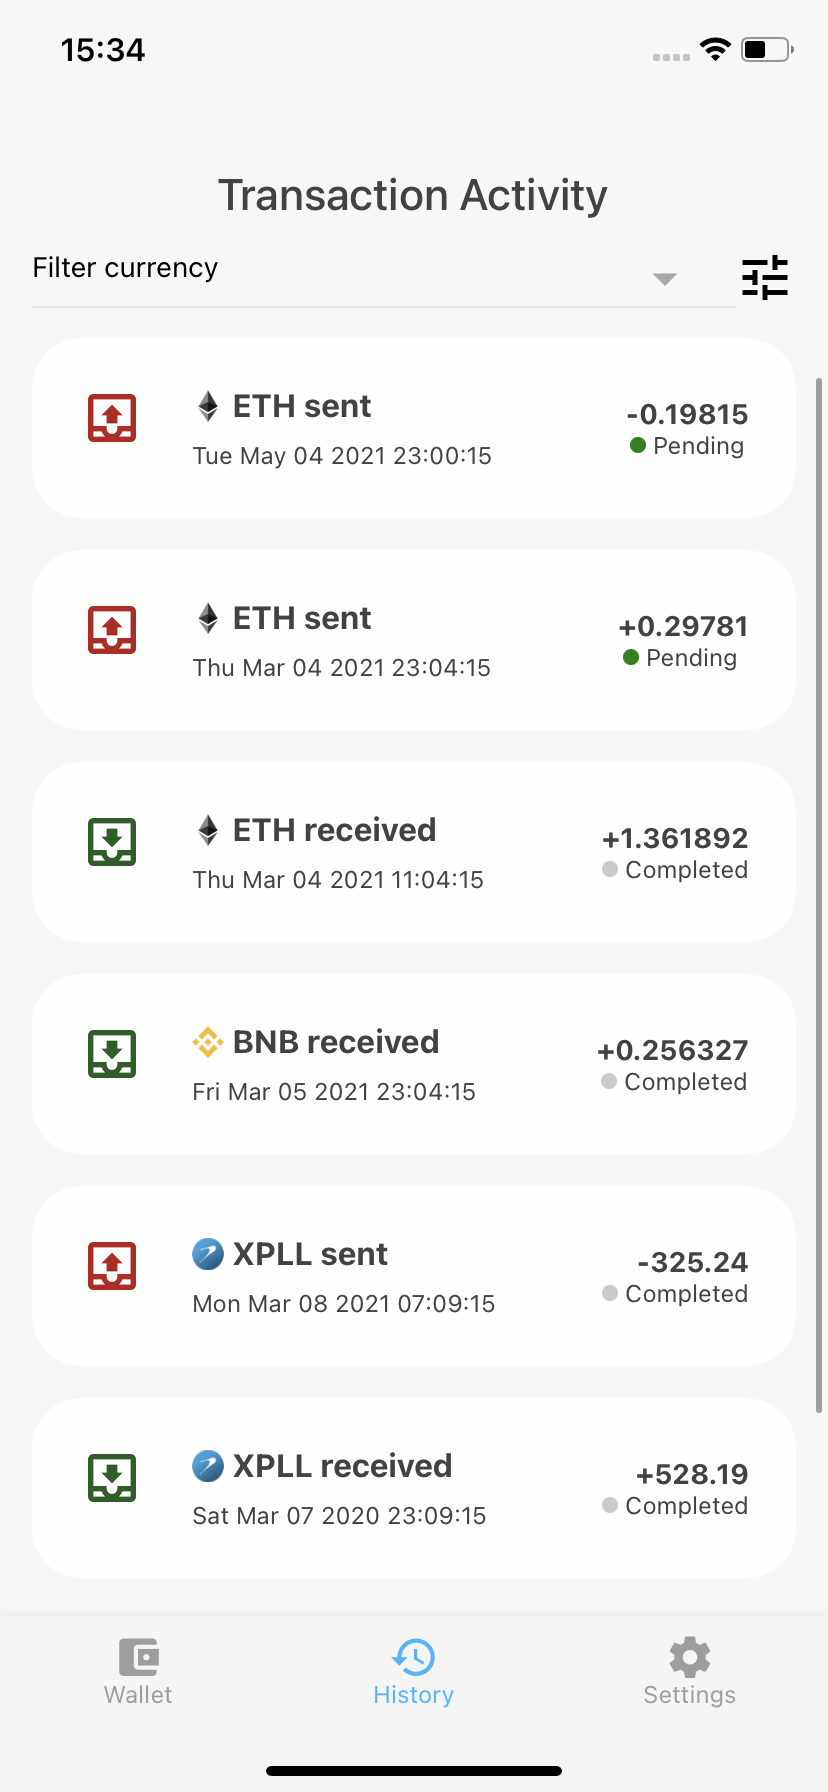 15:34
Transaction Activity
Filter currency
ETH sent
-0.19815
Tue May 04 2021 23:00:15
Pending
ETH sent
+0.29781
Thu Mar 04 2021 23:04:15
Pending
ETH received
+1.361892
Thu Mar 04 2021 11:04:15
Completed
BNB received
+0.256327
Fri Mar 05 2021 23:04:15
Completed
XPLL sent
-325.24
Mon Mar 08 2021 07:09:15
Completed
XPLL received
+528.19
Sat Mar 07 2020 23:09:15
Completed
Wallet
History
Settings